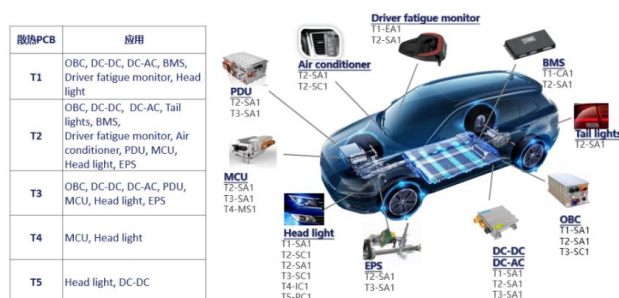 散热PCB 应用
T1
OBC, DC-DC, DC-AC, BMS,
Driver fatigue monitor, Head
light
T2
OBC, DC-DC, DC-AC, Tail
lights, BMS,
Driver fatigue monitor, Air
conditioner, PDU, MCU,
Head light, EPS
T3
OBC, DC-DC, DC-AC, PDU,
MCU, Head light, EPS
T4
MCU, Head light
T5
Head light, DC-DC
Driver fatigue monitor
T1-EA1
T2-SA1
Air conditioner
T2-SA1
T2-SC1
BMS
T1-CA1
T2-SA1
PDU
T2-SA1
T3-SA1
Tail lights
T2-SA1
MCU
T2-SA1
T3-SA1
T4-MS1
OBC
T1-SA1
T2-SA1
T3-SC1
Head light
T1-SA1
T2-SC1
T2-SA1
T3-SC1
T4-IC1
T5-PC1
EPS
T2-SA1
T3-SA1
DC-DC
DC-AC
T1-SA1
T2-SA1
T3-SA1